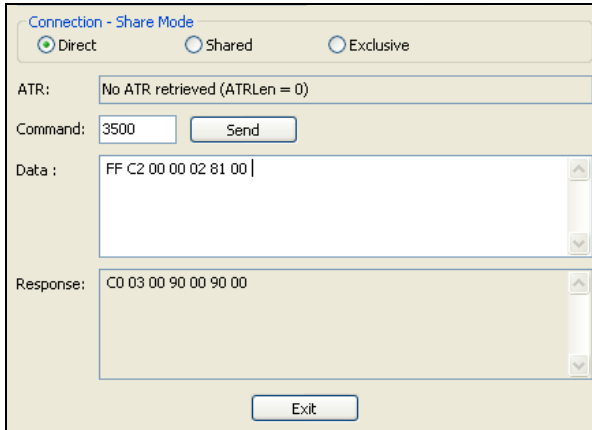 Connection - Share Mode
Direct Shared Exclusive
ATR: No ATR retrieved (ATRLen = 0)
Command: 3500 Send
Data : FF C2 00 00 02 81 00
Response: C0 03 00 90 00 90 00
Exit